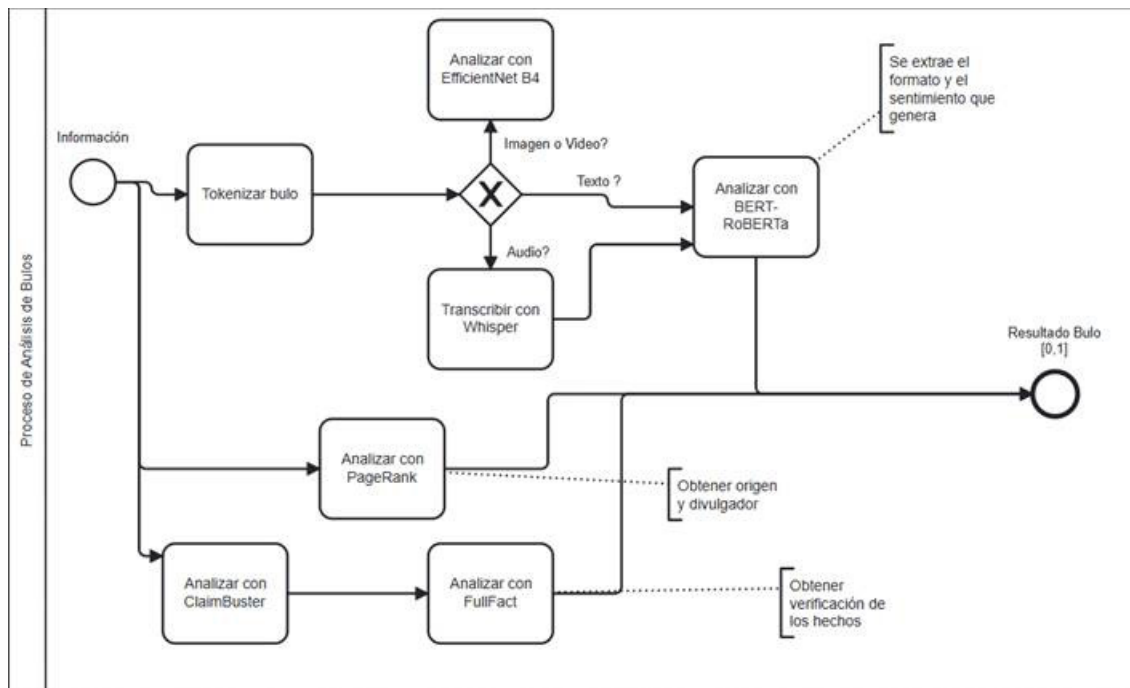 Proceso de Análisis de Bulos
Información
Tokenizar bulo
Analizar con
EfficientNet B4
Imagen o Video?
X
Texto ?
Audio?
Transcribir con
Whisper
Analizar con
BERT-
RoBERTa
Se extrae el
formato y el
sentimiento que
genera
Resultado Bulo
[0,1]
Analizar con
PageRank
Obtener origen
y divulgador
Analizar con
ClaimBuster
Analizar con
FullFact
Obtener
verificación de
los hechos